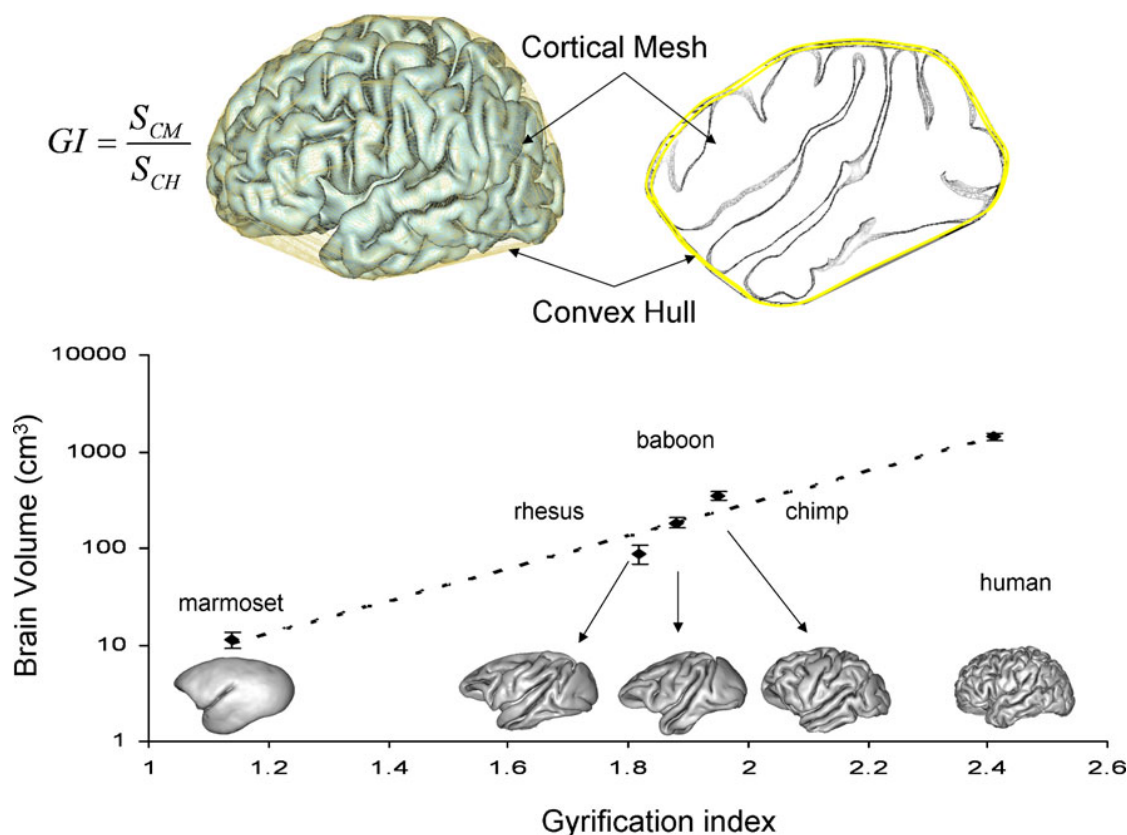 Cortical Mesh
GI = S_CM / S_CH
Convex Hull
Brain Volume (cm³)
10000
1000
100
10
1
marmoset
rhesus
baboon
chimp
human
1 1.2 1.4 1.6 1.8 2 2.2 2.4 2.6
Gyrification index